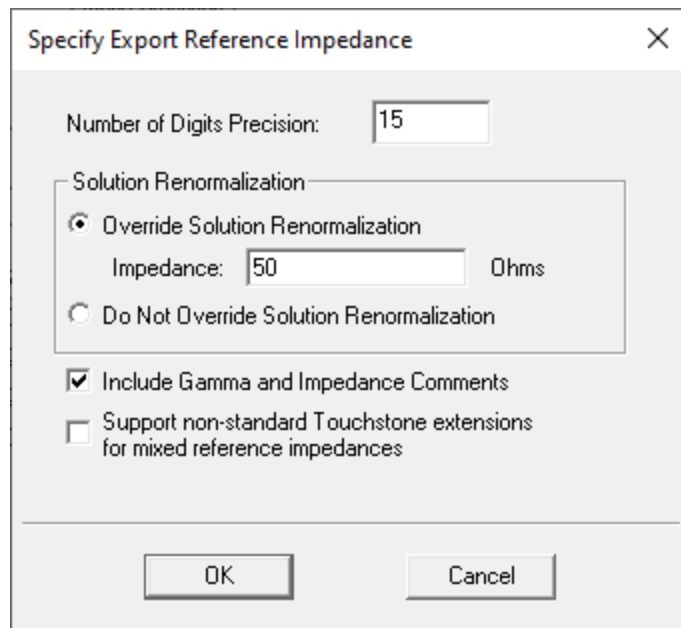 Specify Export Reference Impedance
Number of Digits Precision: 15
Solution Renormalization
Override Solution Renormalization
Impedance: 50 Ohms
Do Not Override Solution Renormalization
Include Gamma and Impedance Comments
Support non-standard Touchstone extensions
for mixed reference impedances
OK Cancel